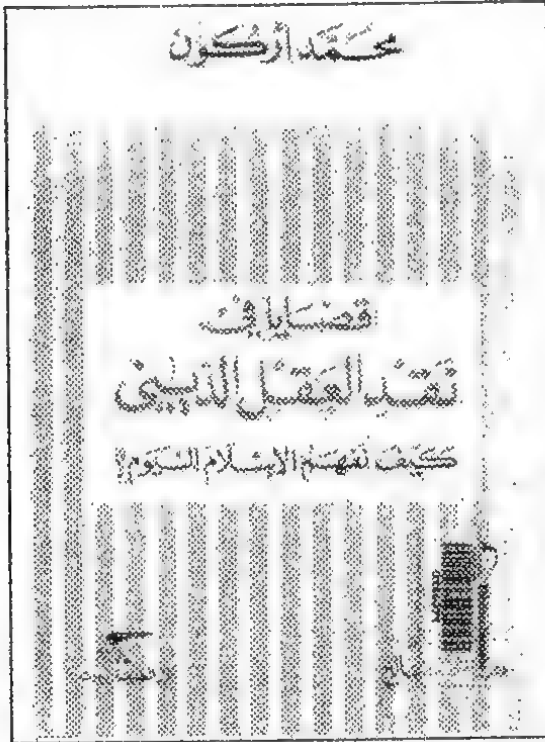 محمد أركون
قضايا في
نقد العقل الديني
كيف نفهم الإسلام اليوم؟